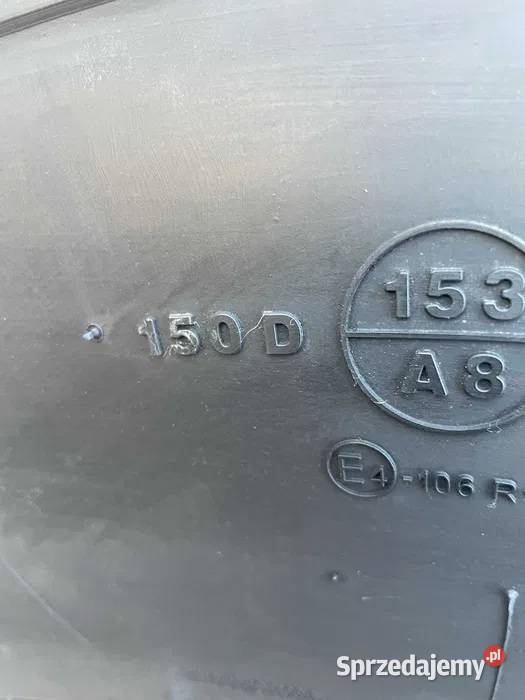 150D
153
A8
E4-106 R-
Sprzedajemy.pl